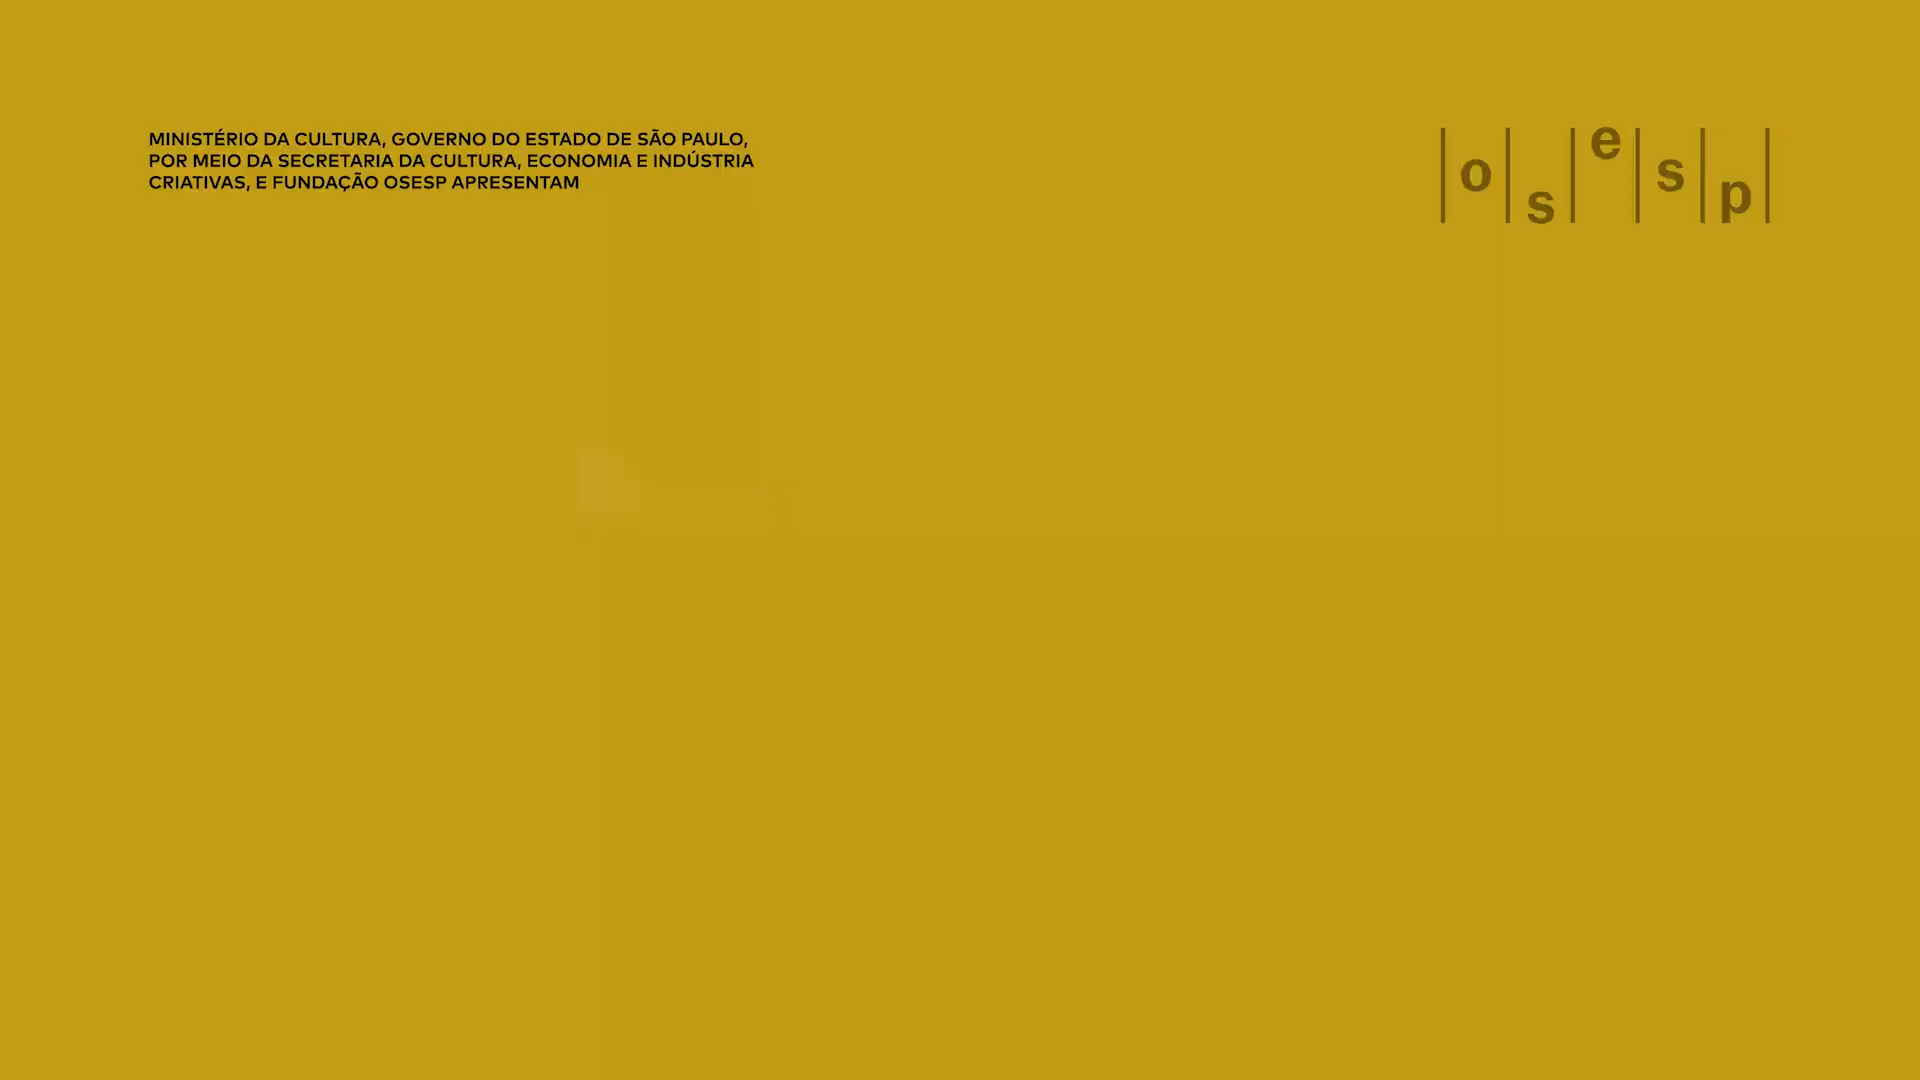 MINISTÉRIO DA CULTURA, GOVERNO DO ESTADO DE SÃO PAULO,
POR MEIO DA SECRETARIA DA CULTURA, ECONOMIA E INDÚSTRIA
CRIATIVAS, E FUNDAÇÃO OSESP APRESENTAM
osesp